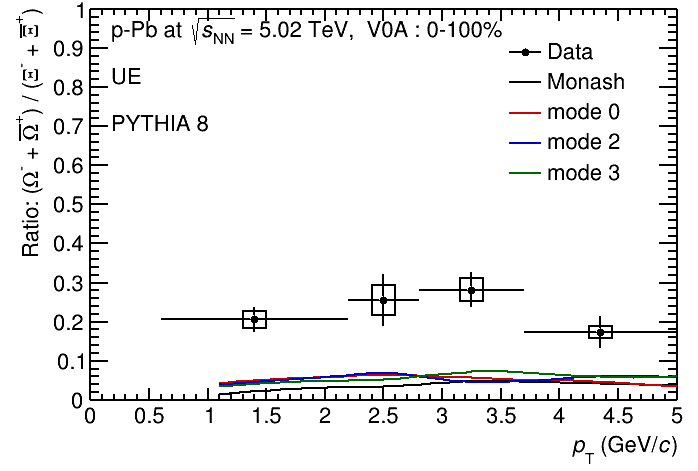 p-Pb at √s_NN = 5.02 TeV, V0A : 0-100%
UE
PYTHIA 8
Data
Monash
mode 0
mode 2
mode 3
Ratio: (Ω⁻ + Ω̅⁺) / (Ξ⁻ + Ξ̅⁺)
1
0.9
0.8
0.7
0.6
0.5
0.4
0.3
0.2
0.1
0
0 0.5 1 1.5 2 2.5 3 3.5 4 4.5 5
p_T (GeV/c)